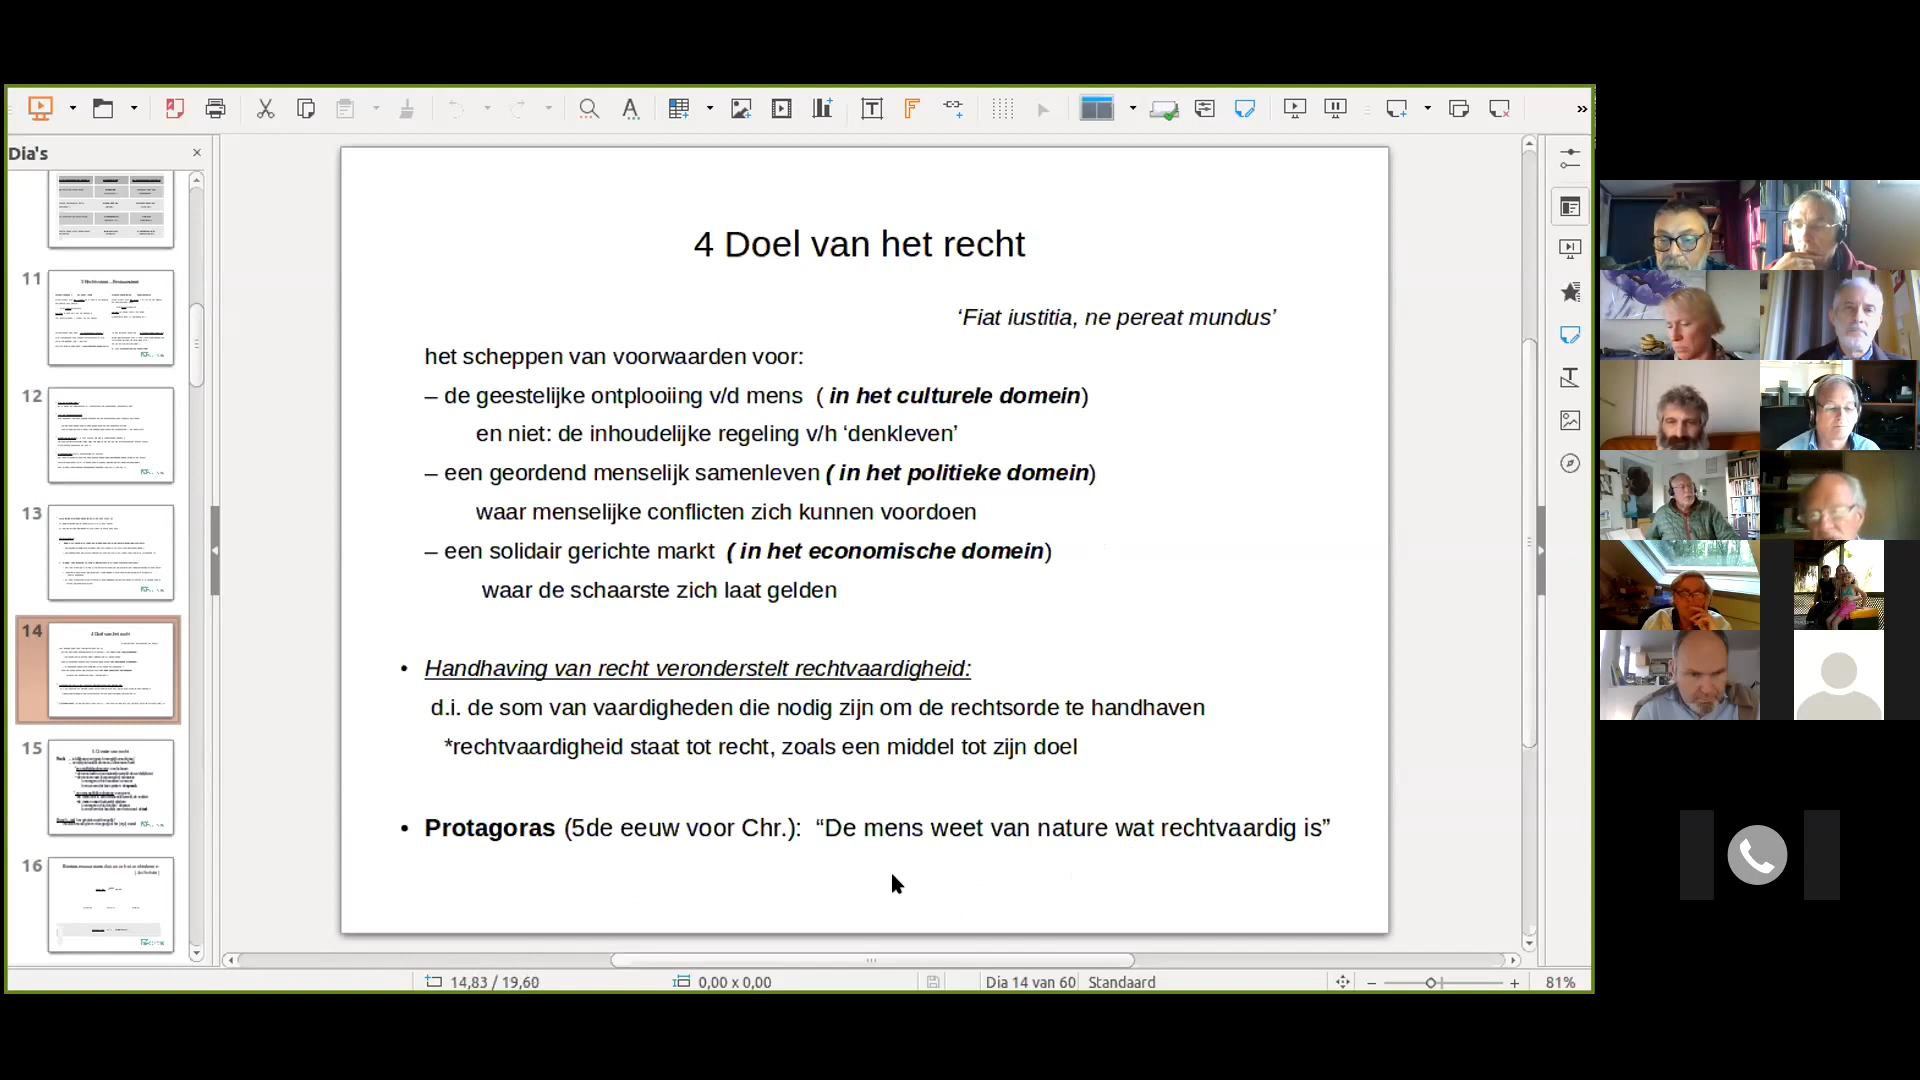 Dia's
11
12
13
14
15
16
4 Doel van het recht
‘Fiat iustitia, ne pereat mundus’
het scheppen van voorwaarden voor:
– de geestelijke ontplooiing v/d mens ( in het culturele domein)
en niet: de inhoudelijke regeling v/h ‘denkleven’
– een geordend menselijk samenleven ( in het politieke domein)
waar menselijke conflicten zich kunnen voordoen
– een solidair gerichte markt ( in het economische domein)
waar de schaarste zich laat gelden
• Handhaving van recht veronderstelt rechtvaardigheid:
d.i. de som van vaardigheden die nodig zijn om de rechtsorde te handhaven
*rechtvaardigheid staat tot recht, zoals een middel tot zijn doel
• Protagoras (5de eeuw voor Chr.): “De mens weet van nature wat rechtvaardig is”
14,83 / 19,60
0,00 x 0,00
Dia 14 van 60
Standaard
81%